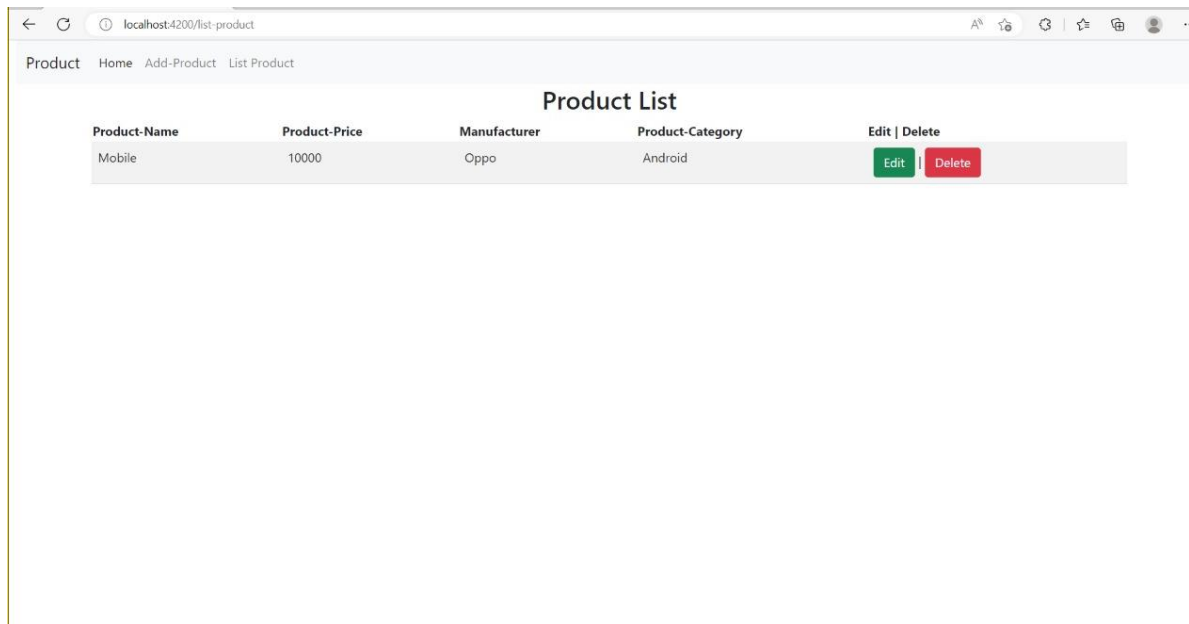 localhost:4200/list-product
Product Home Add-Product List Product
Product List
Product-Name Product-Price Manufacturer Product-Category Edit | Delete
Mobile 10000 Oppo Android Edit | Delete